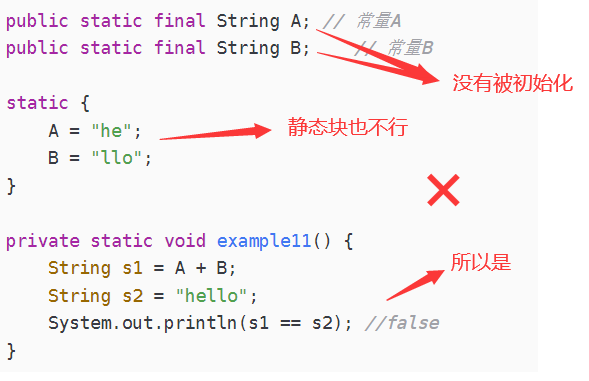 public static final String A; // 常量A
public static final String B;    // 常量B
没有被初始化
static {
    A = "he";
静态块也不行
    B = "llo";
}
private static void example11() {
    String s1 = A + B;
所以是
    String s2 = "hello";
    System.out.println(s1 == s2); //false
}